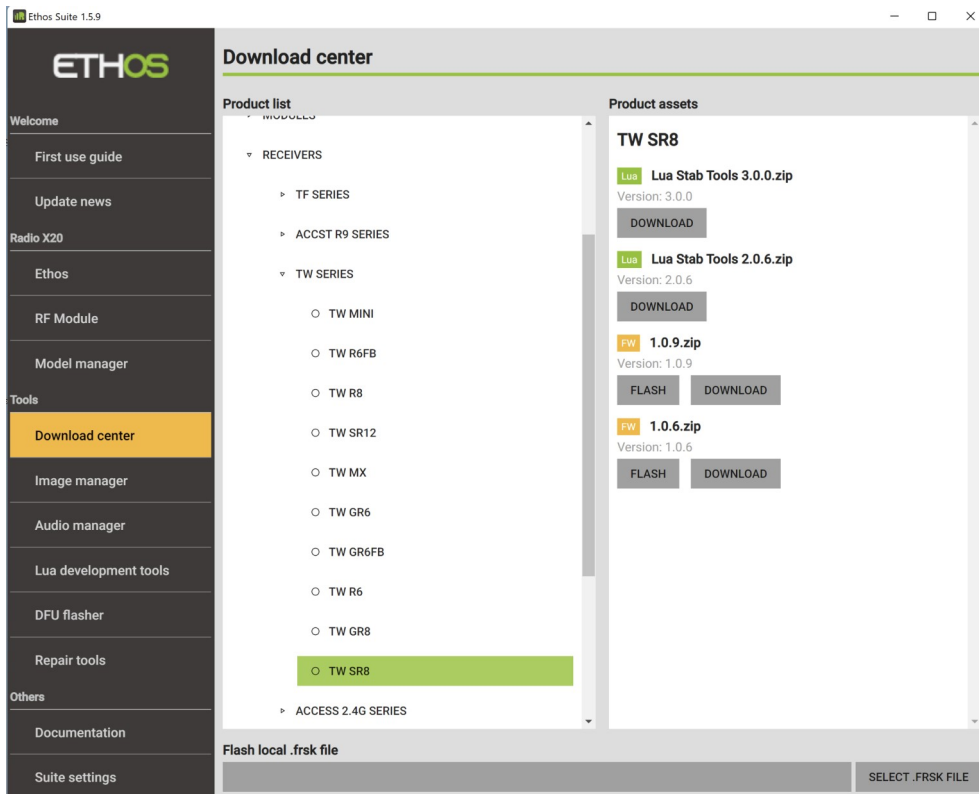 Ethos Suite 1.5.9
ETHOS
Welcome
First use guide
Update news
Radio X20
Ethos
RF Module
Model manager
Tools
Download center
Image manager
Audio manager
Lua development tools
DFU flasher
Repair tools
Others
Documentation
Suite settings
Download center
Product list
MODULES
RECEIVERS
TF SERIES
ACCST R9 SERIES
TW SERIES
TW MINI
TW R6FB
TW R8
TW SR12
TW MX
TW GR6
TW GR6FB
TW R6
TW GR8
TW SR8
ACCESS 2.4G SERIES
Product assets
TW SR8
Lua Lua Stab Tools 3.0.0.zip
Version: 3.0.0
DOWNLOAD
Lua Lua Stab Tools 2.0.6.zip
Version: 2.0.6
DOWNLOAD
FW 1.0.9.zip
Version: 1.0.9
FLASH DOWNLOAD
FW 1.0.6.zip
Version: 1.0.6
FLASH DOWNLOAD
Flash local .frsk file
SELECT .FRSK FILE